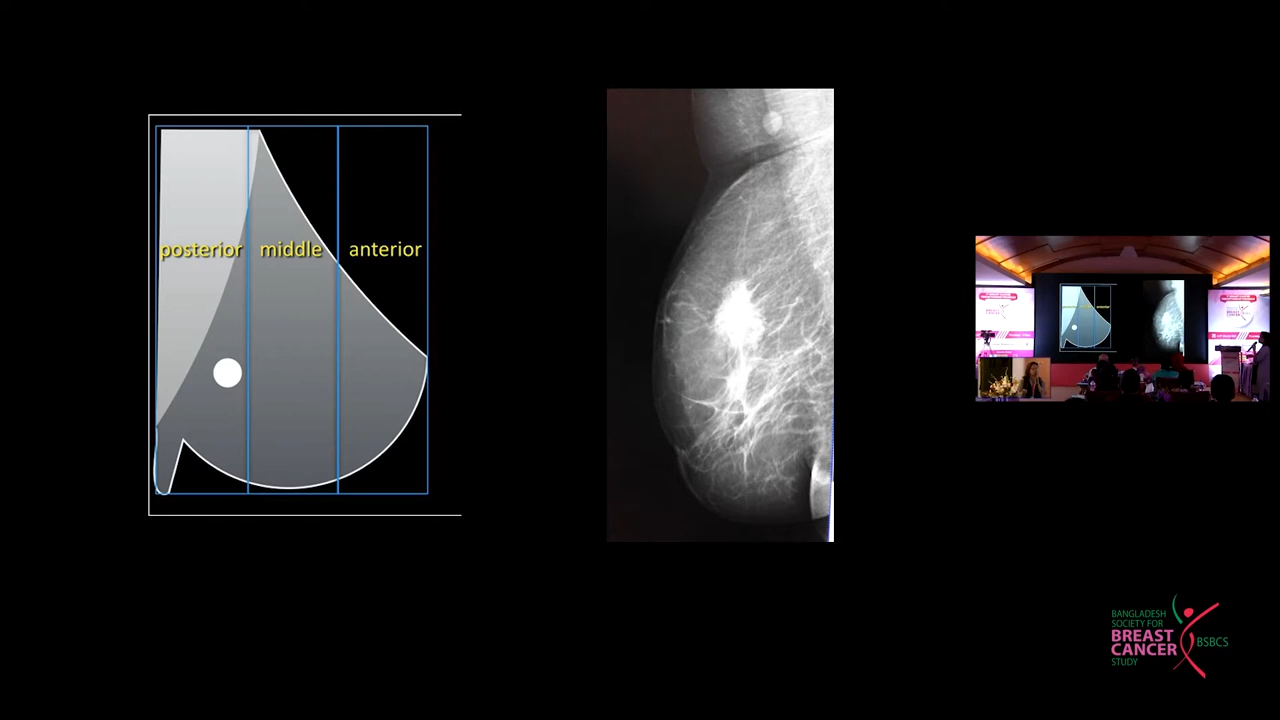 posterior middle anterior
BANGLADESH
SOCIETY FOR
BREAST
CANCER
STUDY
BSBCS